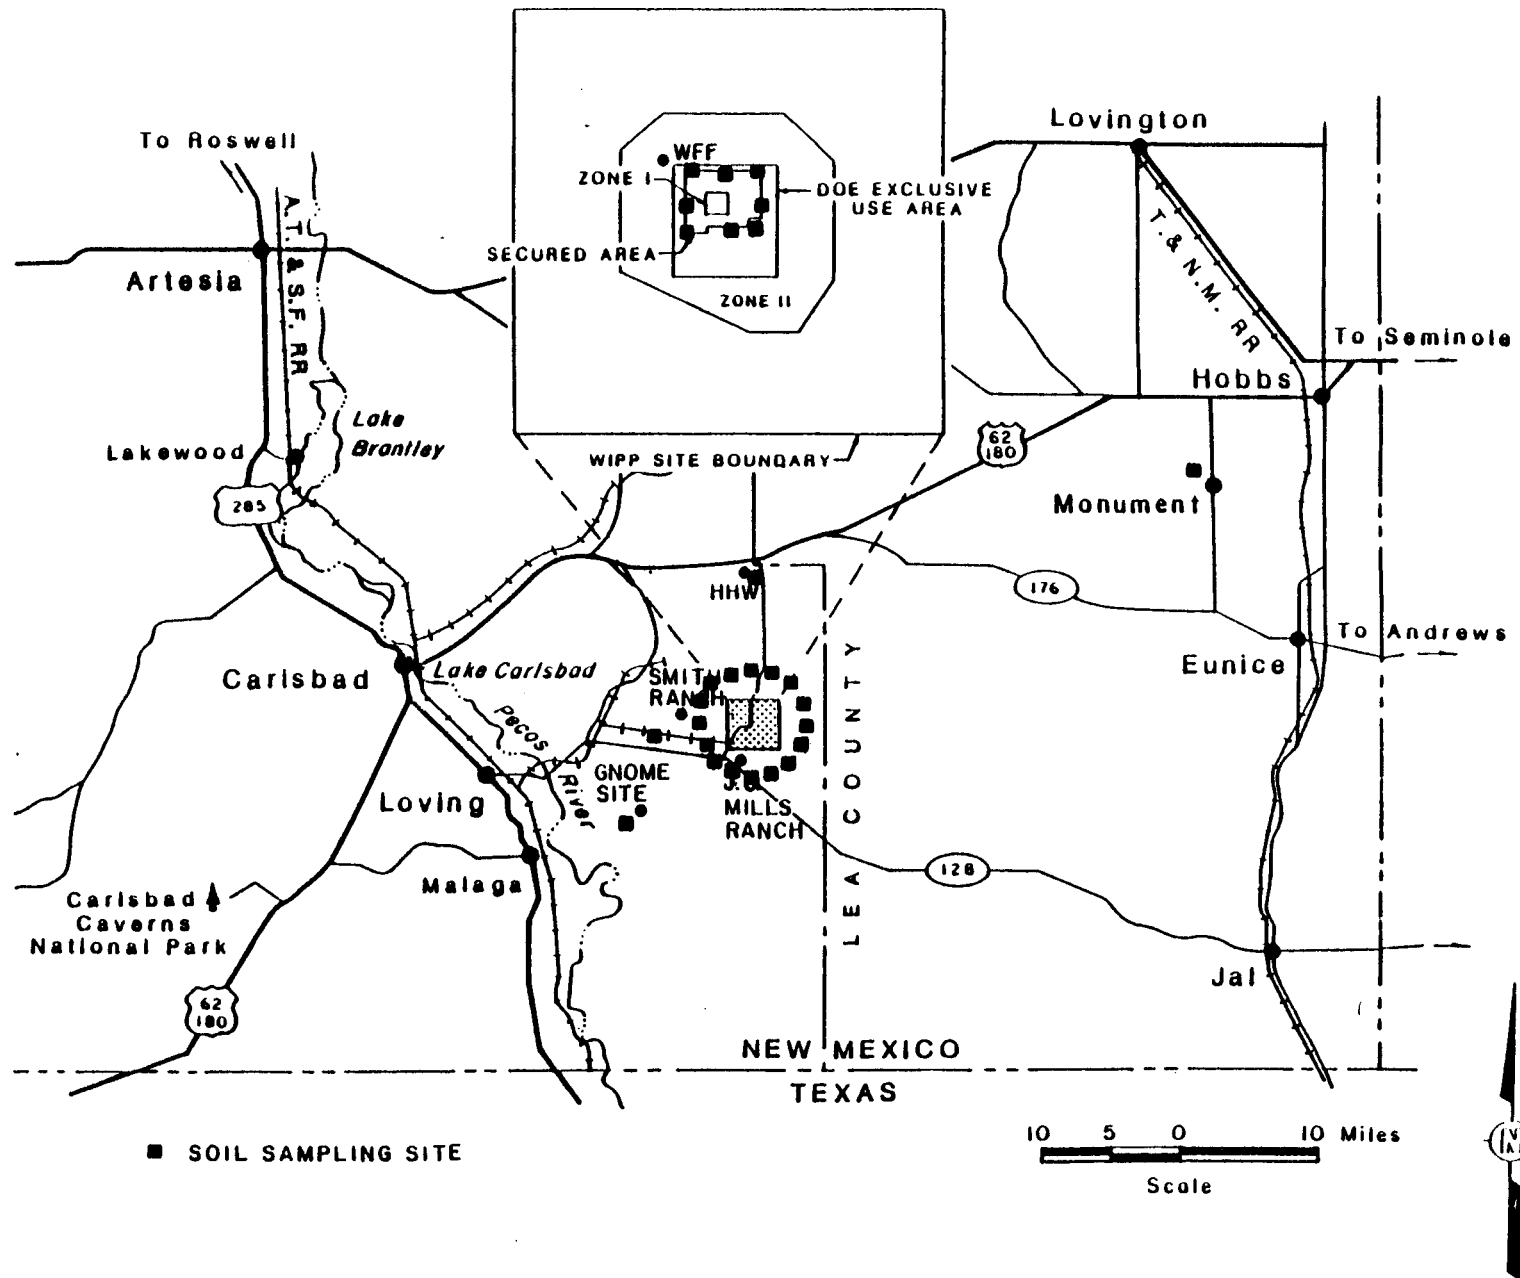 To Roswell
A.T. & S.F. RR
Artesia
Lake
Brantley
Lakewood
285
WFF
ZONE I
DOE EXCLUSIVE
USE AREA
SECURED AREA
ZONE II
WIPP SITE BOUNDARY
Lovington
T. & N.M. RR
To Seminole
Hobbs
62
180
Monument
HHW
176
To Andrews
Eunice
Carlsbad
Lake Carlsbad
SMITH
RANCH
Pecos
River
GNOME
SITE
Loving
MILLS
RANCH
LEA COUNTY
128
Malaga
Carlsbad
Caverns
National Park
62
180
Jal
NEW MEXICO
TEXAS
SOIL SAMPLING SITE
10 5 0 10 Miles
Scale